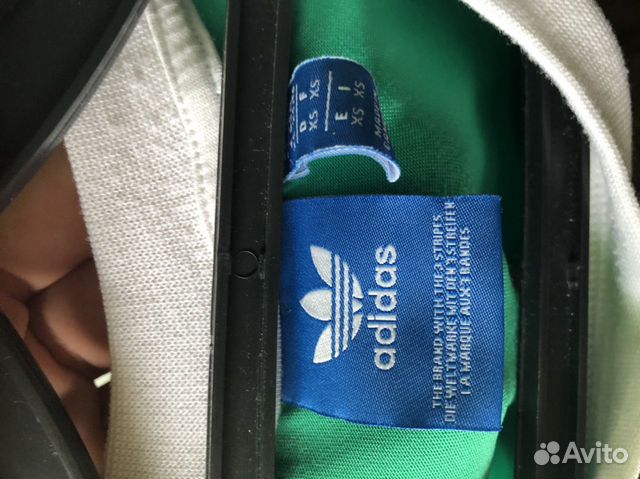 D F
XS XS
E I
XS XS
adidas
THE BRAND WITH THE 3 STRIPES
DIE WELTMARKE MIT DEN 3 STREIFEN
LA MARQUE AUX 3 BANDES
Avito